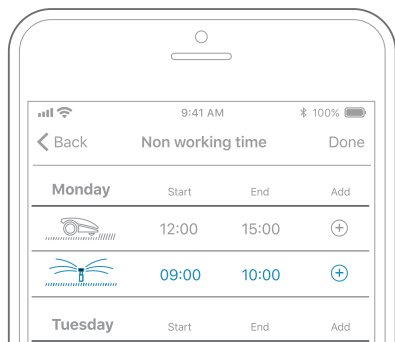 9:41 AM 100%
Back Non working time Done
Monday Start End Add
12:00 15:00
09:00 10:00
Tuesday Start End Add